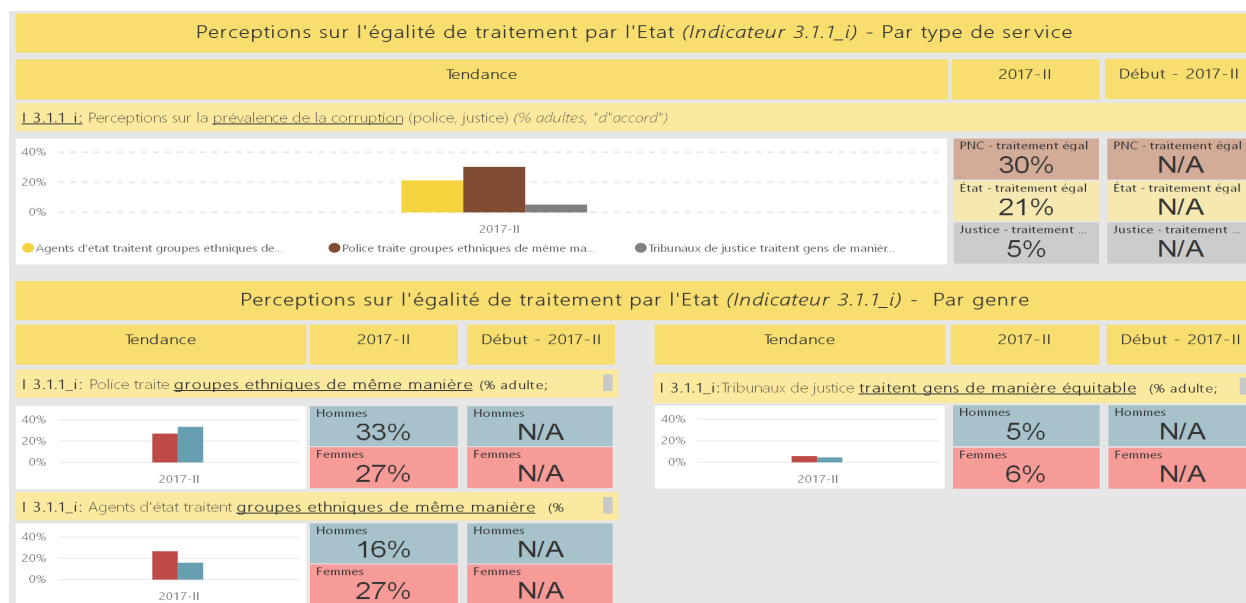 Perceptions sur l'égalité de traitement par l'Etat (Indicateur 3.1.1_i) - Par type de service
Tendance
2017-II
Début - 2017-II
I 3.1.1_i: Perceptions sur la prévalence de la corruption (police, justice) (% adultes, "d"accord")
40%
20%
0%
2017-II
Agents d'état traitent groupes ethniques de...
Police traite groupes ethniques de même ma...
Tribunaux de justice traitent gens de manièr...
PNC - traitement égal
30%
PNC - traitement égal
N/A
État - traitement égal
21%
État - traitement égal
N/A
Justice - traitement ...
5%
Justice - traitement ...
N/A
Perceptions sur l'égalité de traitement par l'Etat (Indicateur 3.1.1_i) - Par genre
Tendance
2017-II
Début - 2017-II
I 3.1.1_i: Police traite groupes ethniques de même manière (% adulte;
40%
20%
0%
2017-II
Hommes
33%
Hommes
N/A
Femmes
27%
Femmes
N/A
I 3.1.1_i: Agents d'état traitent groupes ethniques de même manière (%
40%
20%
0%
2017-II
Hommes
16%
Hommes
N/A
Femmes
27%
Femmes
N/A
Tendance
2017-II
Début - 2017-II
I 3.1.1_i:Tribunaux de justice traitent gens de manière équitable (% adulte;
40%
20%
0%
2017-II
Hommes
5%
Hommes
N/A
Femmes
6%
Femmes
N/A